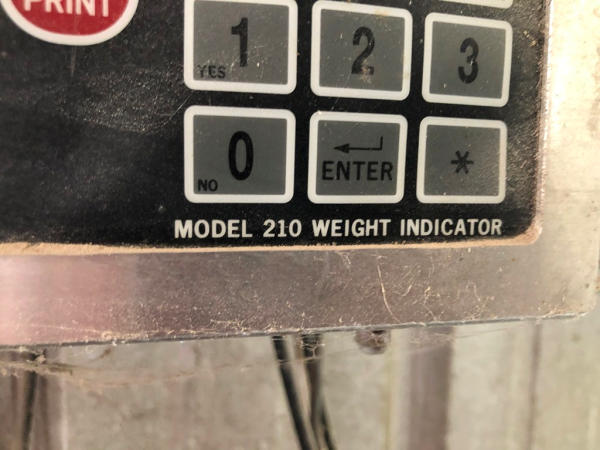 PRINT
1 2 3
YES
0 ENTER *
NO
MODEL 210 WEIGHT INDICATOR